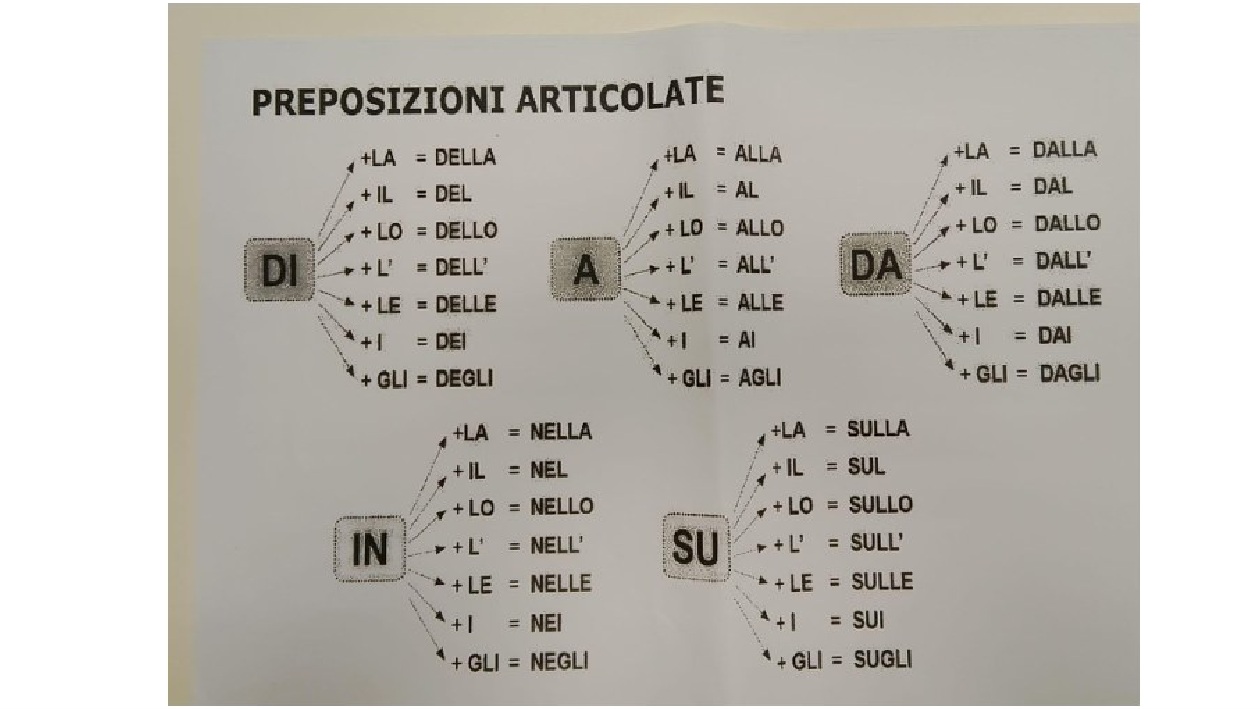 PREPOSIZIONI ARTICOLATE
DI
+LA = DELLA
+ IL = DEL
+ LO = DELLO
+ L' = DELL'
+ LE = DELLE
+ I = DEI
+ GLI = DEGLI
A
+LA = ALLA
+ IL = AL
+ LO = ALLO
+ L' = ALL'
+ LE = ALLE
+ I = AI
+ GLI = AGLI
DA
+LA = DALLA
+ IL = DAL
+ LO = DALLO
+ L' = DALL'
+ LE = DALLE
+ I = DAI
+ GLI = DAGLI
IN
+LA = NELLA
+ IL = NEL
+ LO = NELLO
+ L' = NELL'
+ LE = NELLE
+ I = NEI
+ GLI = NEGLI
SU
+LA = SULLA
+ IL = SUL
+ LO = SULLO
+ L' = SULL'
+ LE = SULLE
+ I = SUI
+ GLI = SUGLI